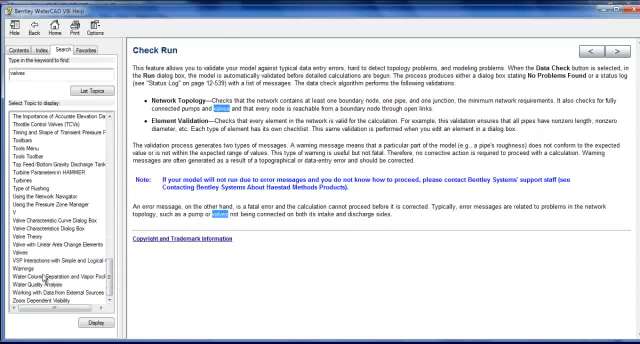 Bentley WaterCAD V8i Help
Hide Back Home Print Options
Contents Index Search Favorites
Check Run
< >
Type in the keyword to find:
valves
List Topics
Select Topic to display:
The Importance of Accurate Elevation Da
Throttle Control Valves (TCVs)
Timing and Shape of Transient Pressure F
Toolbars
Tools Menu
Tools Toolbar
Top Feed/Bottom Gravity Discharge Tank
Turbine Parameters in HAMMER
Turbines
Type of Flushing
Using the Network Navigator
Using the Pressure Zone Manager
V
Valve Characteristic Curve Dialog Box
Valve Characteristics Dialog Box
Valve Theory
Valve with Linear Area Change Elements
Valves
VSP Interactions with Simple and Logical
Warnings
Water Column Separation and Vapor Pock
Water Quality Analysis
Working with Data from External Sources
Zoom Dependent Visibility
Display
This feature allows you to validate your model against typical data entry errors, hard to detect topology problems, and modeling problems. When the Data Check button is selected, in
the Run dialog box, the model is automatically validated before detailed calculations are begun. The process produces either a dialog box stating No Problems Found or a status log
(see "Status Log" on page 12-539) with a list of messages. The data check algorithm performs the following validations:
• Network Topology—Checks that the network contains at least one boundary node, one pipe, and one junction, the minimum network requirements. It also checks for fully
connected pumps and valves and that every node is reachable from a boundary node through open links.
• Element Validation—Checks that every element in the network is valid for the calculation. For example, this validation ensures that all pipes have nonzero length, nonzero
diameter, etc. Each type of element has its own checklist. This same validation is performed when you edit an element in a dialog box.
The validation process generates two types of messages. A warning message means that a particular part of the model (e.g., a pipe's roughness) does not conform to the expected
value or is not within the expected range of values. This type of warning is useful but not fatal. Therefore, no corrective action is required to proceed with a calculation. Warning
messages are often generated as a result of a topographical or data-entry error and should be corrected.
Note: If your model will not run due to error messages and you do not know how to proceed, please contact Bentley Systems' support staff (see
Contacting Bentley Systems About Haestad Methods Products).
An error message, on the other hand, is a fatal error and the calculation cannot proceed before it is corrected. Typically, error messages are related to problems in the network
topology, such as a pump or valves not being connected on both its intake and discharge sides.
Copyright and Trademark Information